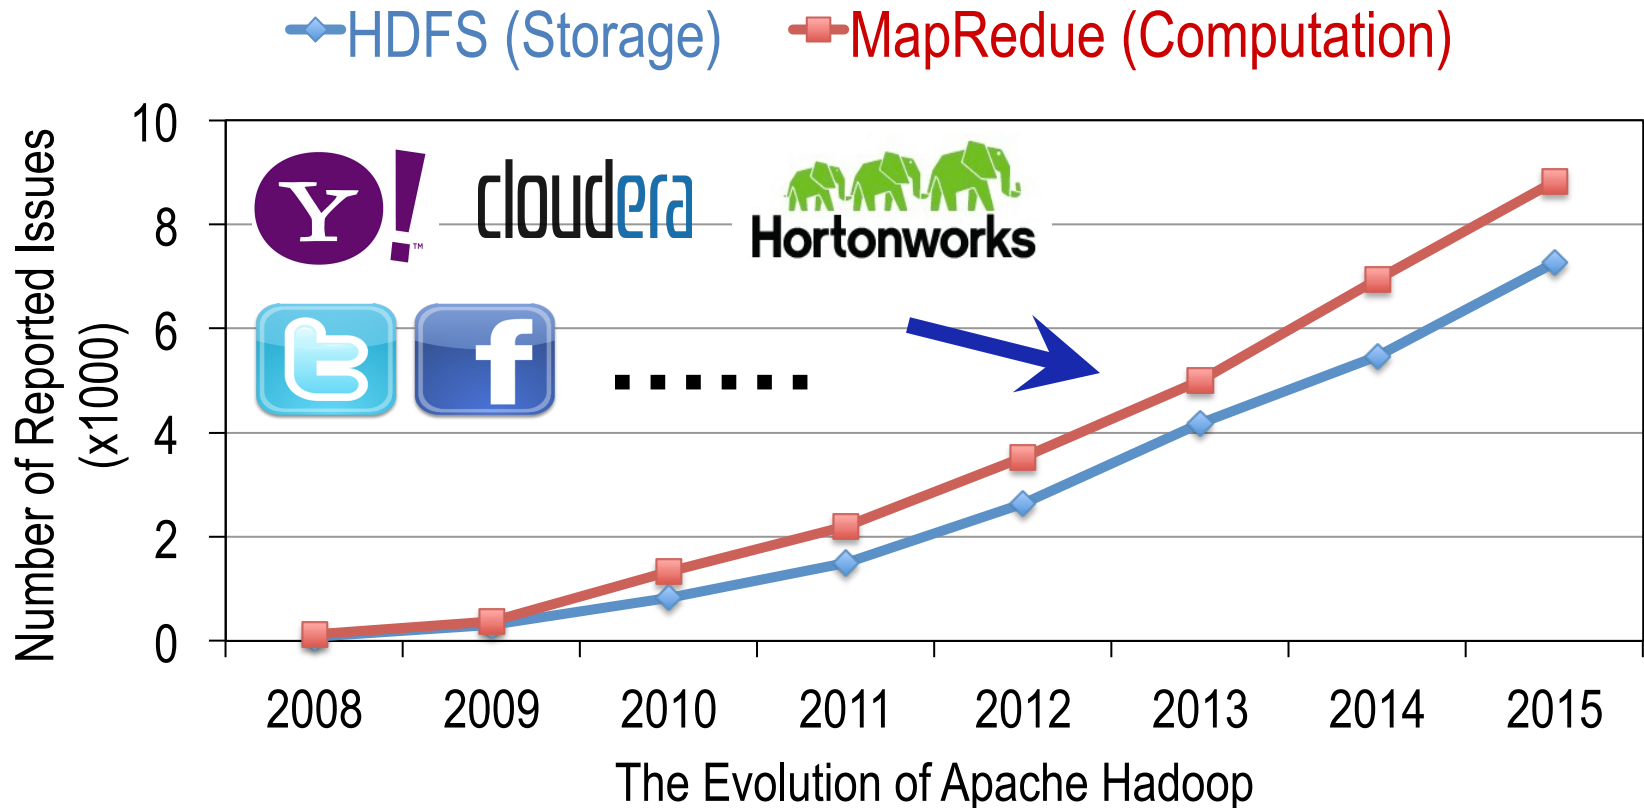 HDFS (Storage) MapRedue (Computation)
Number of Reported Issues
(x1000)
10
8
6
4
2
0
Y!™
cloudera
Hortonworks
t f ......
2008 2009 2010 2011 2012 2013 2014 2015
The Evolution of Apache Hadoop